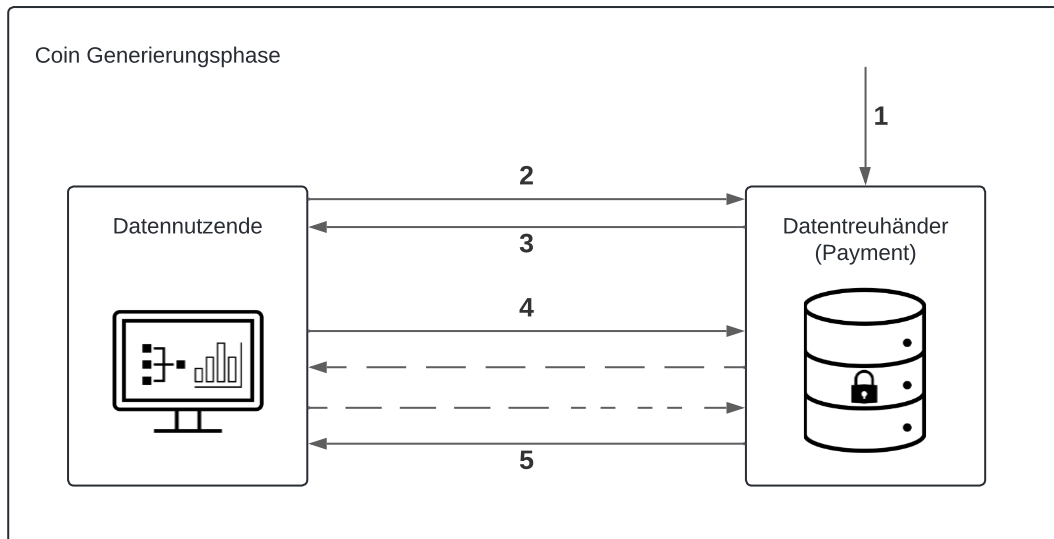 Coin Generierungsphase
1
2
Datennutzende
Datentreuhänder
(Payment)
3
4
5